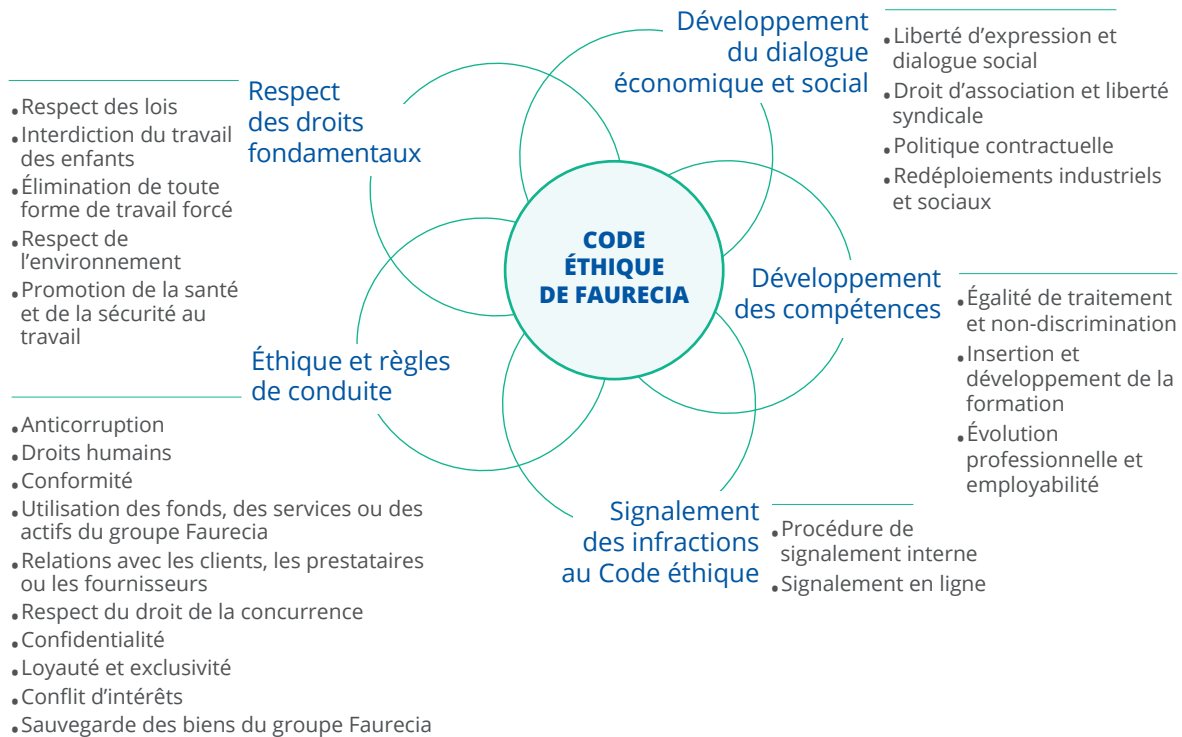 Respect
des droits
fondamentaux
• Respect des lois
• Interdiction du travail
des enfants
• Élimination de toute
forme de travail forcé
• Respect de
l’environnement
• Promotion de la santé
et de la sécurité au
travail
Développement
du dialogue
économique et social
• Liberté d’expression et
dialogue social
• Droit d’association et liberté
syndicale
• Politique contractuelle
• Redéploiements industriels
et sociaux
CODE
ÉTHIQUE
DE FAURECIA
Développement
des compétences
• Égalité de traitement
et non-discrimination
• Insertion et
développement de la
formation
• Évolution
professionnelle et
employabilité
Éthique et règles
de conduite
• Anticorruption
• Droits humains
• Conformité
• Utilisation des fonds, des services ou des
actifs du groupe Faurecia
• Relations avec les clients, les prestataires
ou les fournisseurs
• Respect du droit de la concurrence
• Confidentialité
• Loyauté et exclusivité
• Conflit d’intérêts
• Sauvegarde des biens du groupe Faurecia
Signalement
des infractions
au Code éthique
• Procédure de
signalement interne
• Signalement en ligne